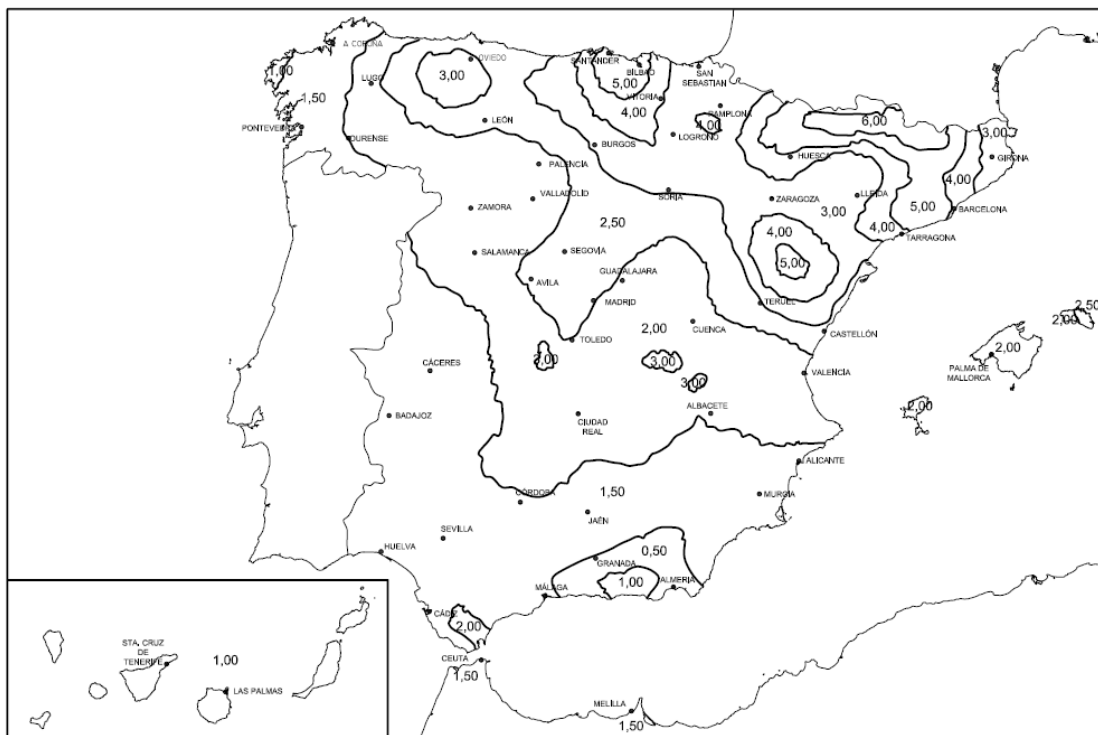 A CORUÑA
OVIEDO
SANTANDER
BILBAO
SAN
SEBASTIAN
1,00
3,00
5,00
LUGO
1,50
VITORIA
4,00
PAMPLONA
4,00
6,00
LEÓN
PONTEVEDRA
OURENSE
LOGROÑO
3,00
BURGOS
HUESCA
GIRONA
PALENCIA
4,00
VALLADOLID
SORIA
ZARAGOZA
LLEIDA
ZAMORA
2,50
3,00
5,00
BARCELONA
4,00
4,00
TARRAGONA
SALAMANCA
SEGOVIA
5,00
GUADALAJARA
AVILA
MADRID
TERUEL
2,50
2,00
2,00
CUENCA
CASTELLÓN
TOLEDO
2,00
3,00
2,00
CÁCERES
VALENCIA
PALMA DE
MALLORCA
3,00
BADAJOZ
CIUDAD
REAL
ALBACETE
2,00
ALICANTE
1,50
MURCIA
CÓRDOBA
JAÉN
SEVILLA
HUELVA
0,50
GRANADA
1,00
ALMERIA
MÁLAGA
CÁDIZ
2,00
CEUTA
1,50
MELILLA
1,50
STA. CRUZ
DE
TENERIFE
1,00
LAS PALMAS